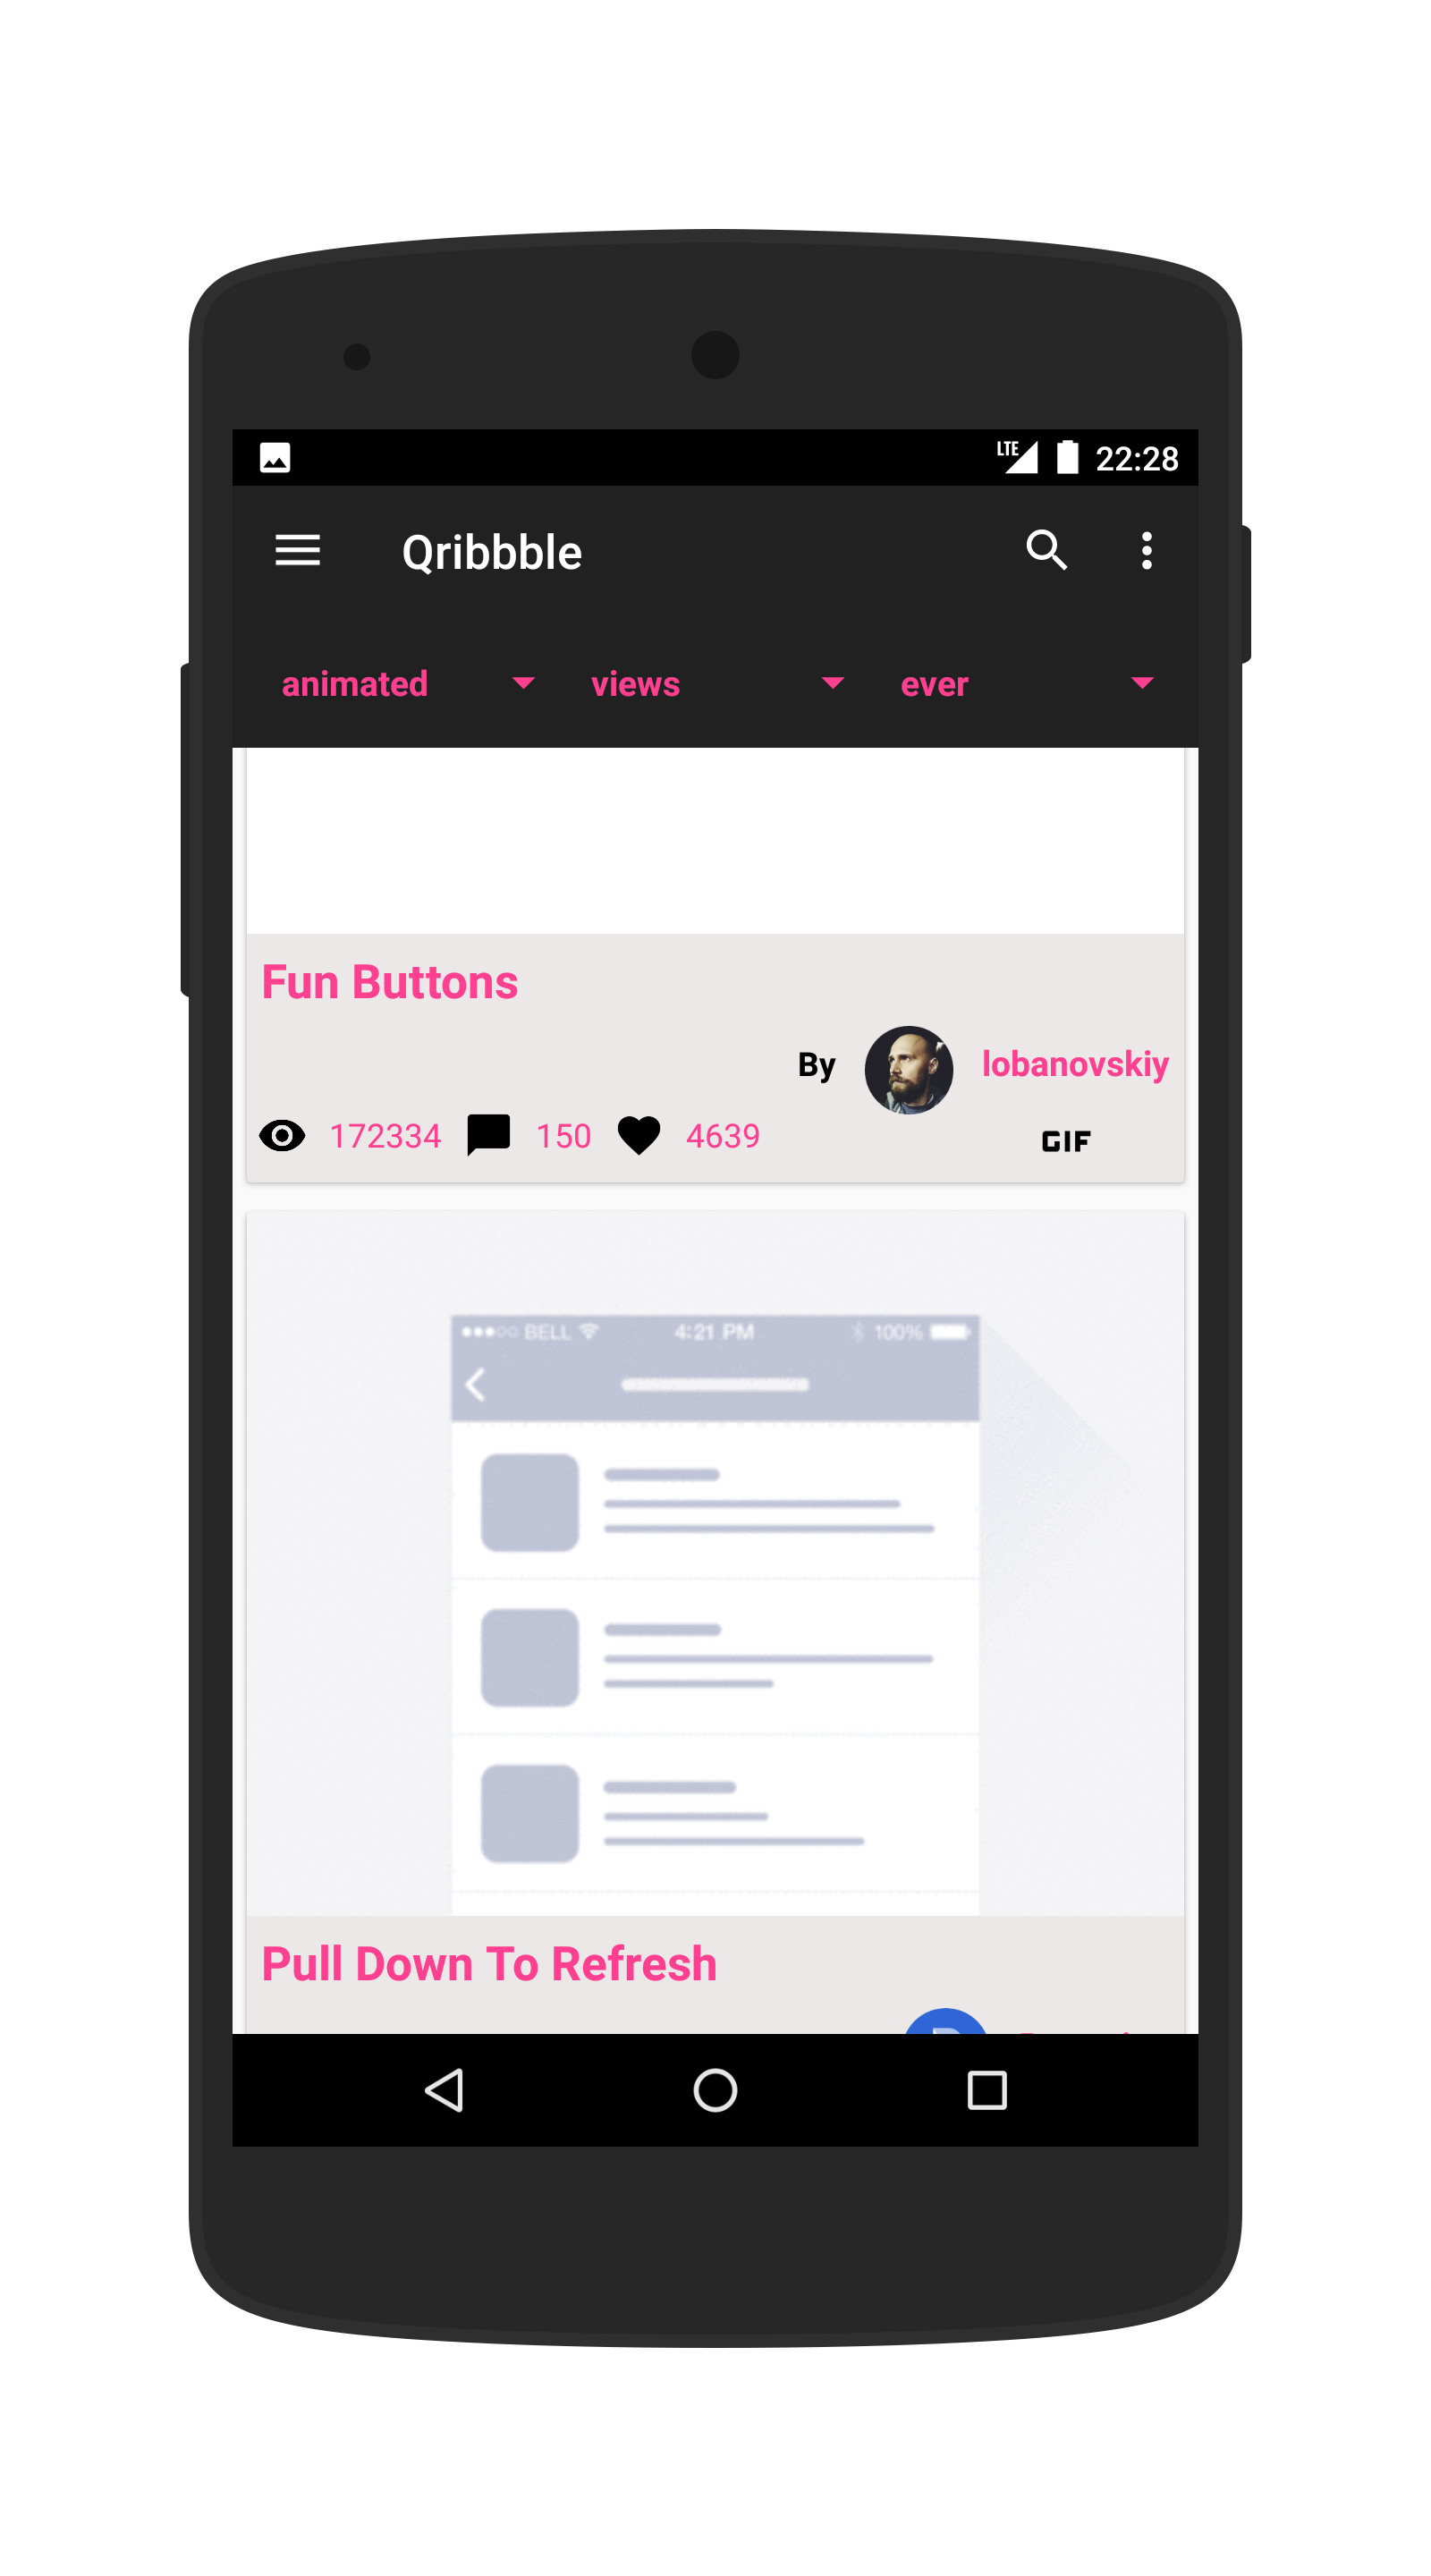 LTE 22:28
Qribbble
animated views ever
Fun Buttons
By lobanovskiy
172334 150 4639
GIF
BELL 4:21 PM 100%
Pull Down To Refresh